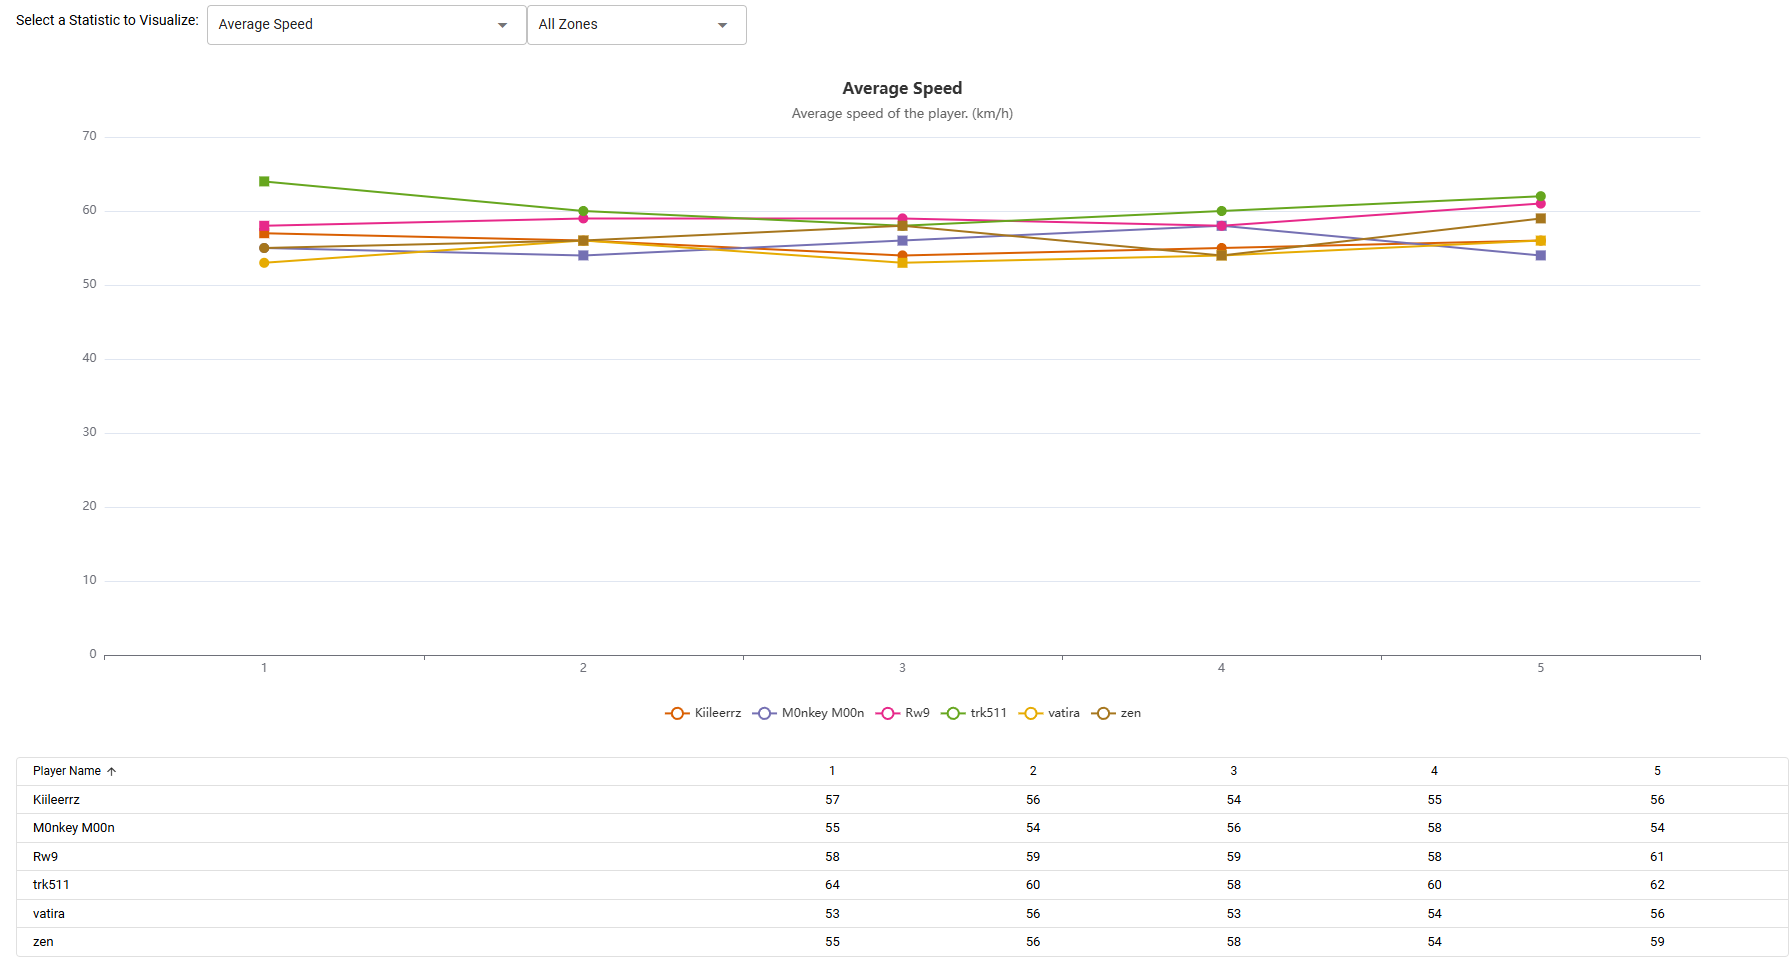 Select a Statistic to Visualize: Average Speed All Zones
Average Speed
Average speed of the player. (km/h)
70
60
50
40
30
20
10
0
1 2 3 4 5
Kiileerrz M0nkey M00n Rw9 trk511 vatira zen
Player Name 1 2 3 4 5
Kiileerrz 57 56 54 55 56
M0nkey M00n 55 54 56 58 54
Rw9 58 59 59 58 61
trk511 64 60 58 60 62
vatira 53 56 53 54 56
zen 55 56 58 54 59